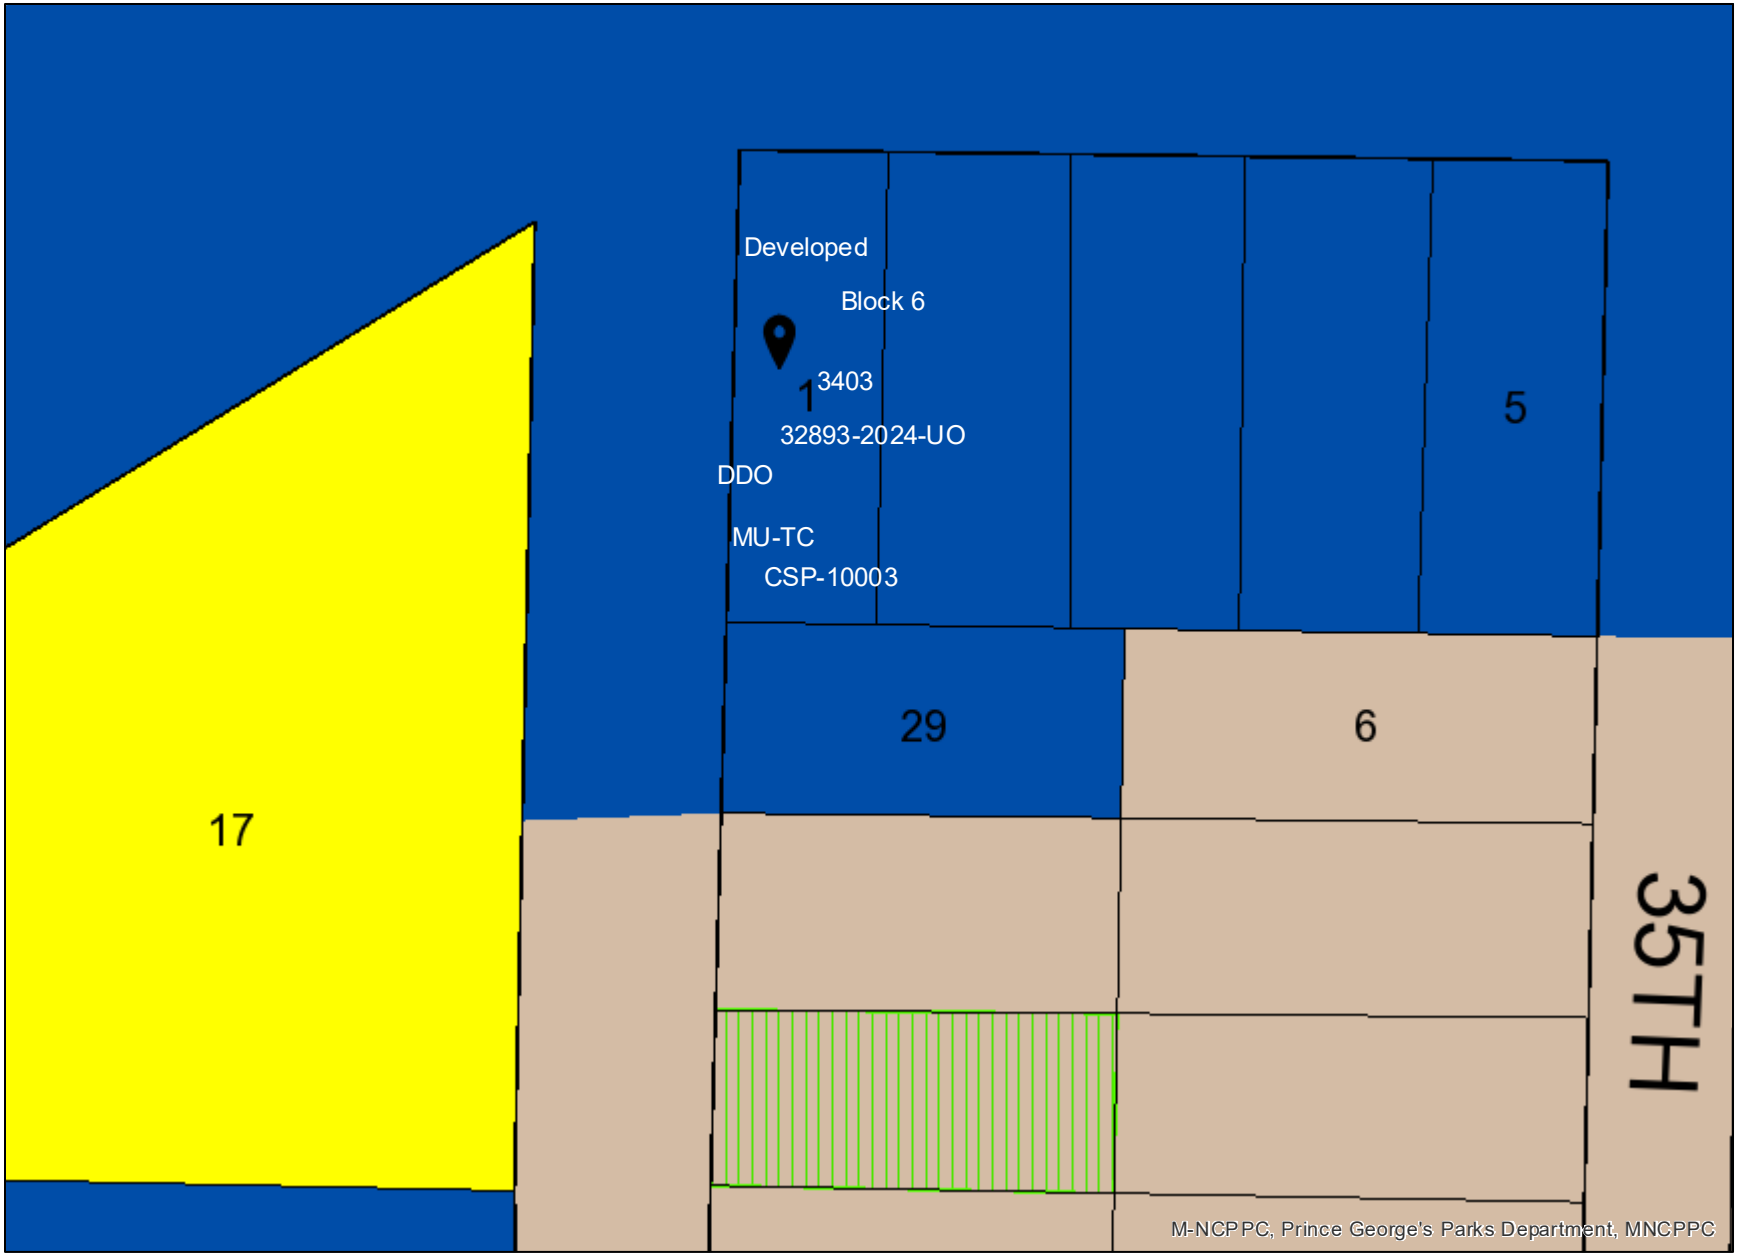 Developed
Block 6
3403
1
5
32893-2024-UO
DDO
MU-TC
CSP-10003
29
6
17
35TH
M-NCPPC, Prince George's Parks Department, MNCPPC